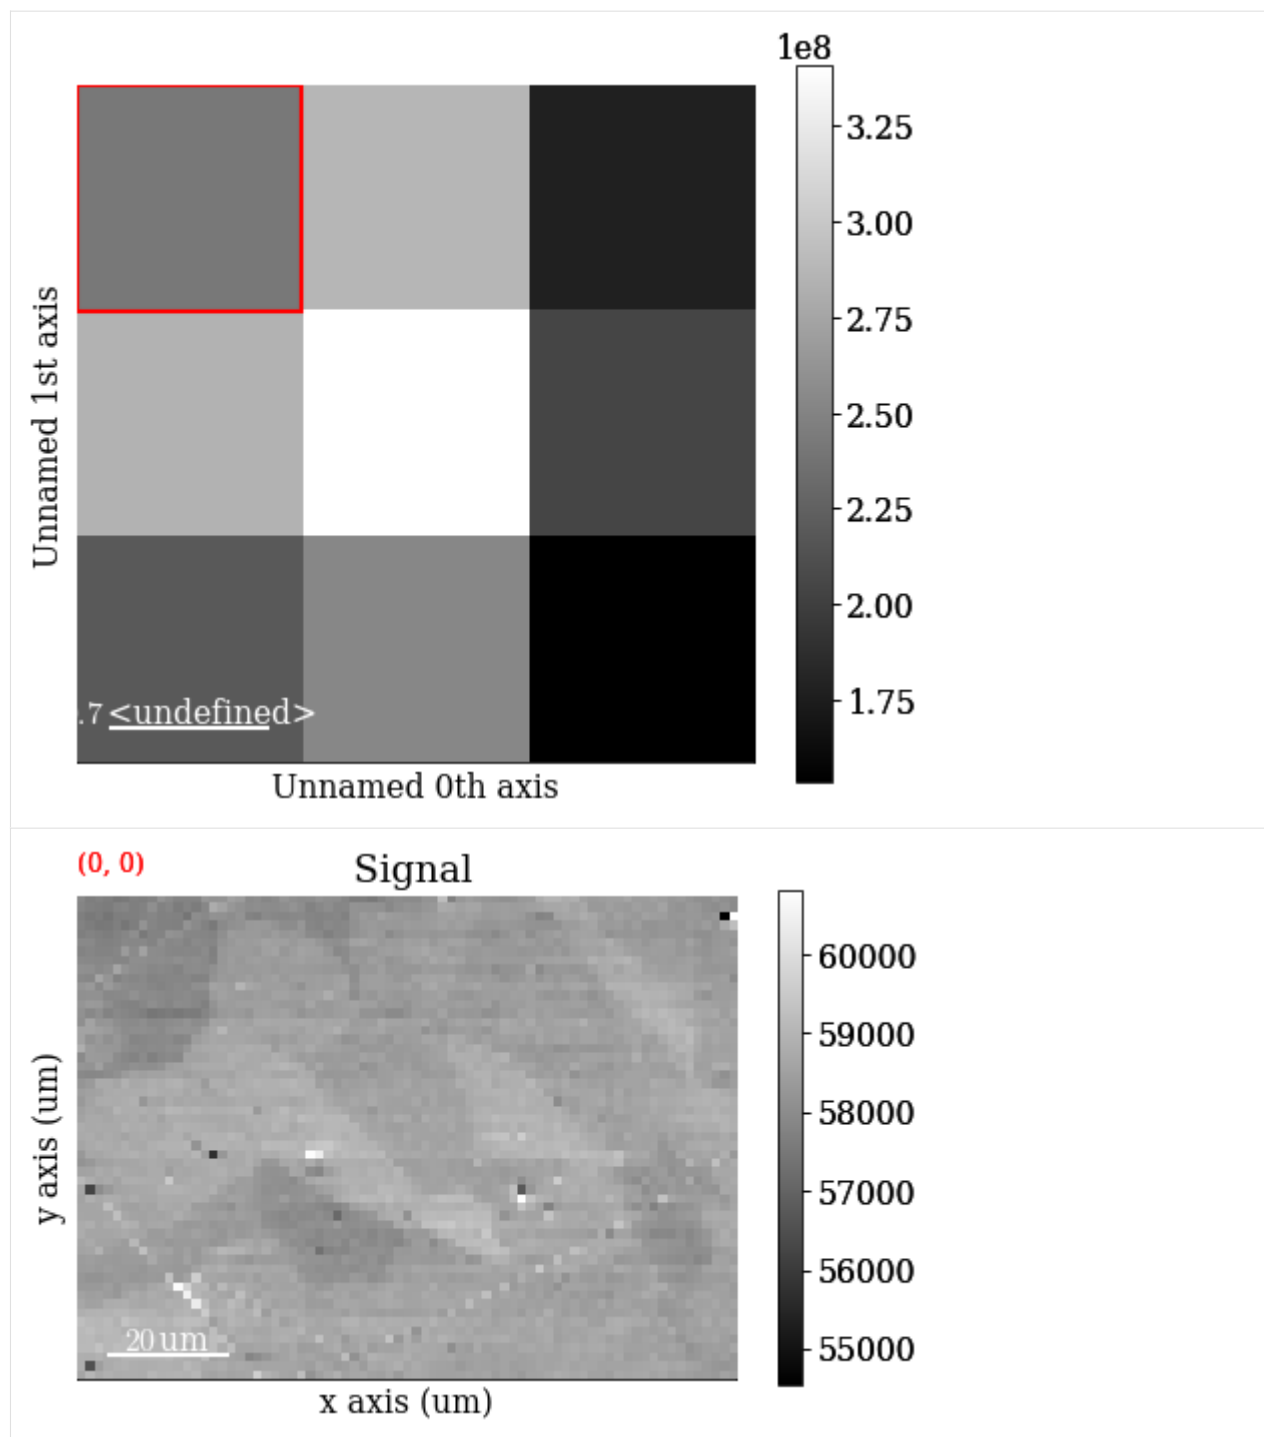 1e8
3.25
3.00
2.75
2.50
2.25
2.00
1.75
Unnamed 1st axis
.7 <undefined>
Unnamed 0th axis
(0, 0)
Signal
60000
59000
58000
57000
56000
55000
y axis (um)
20 um
x axis (um)